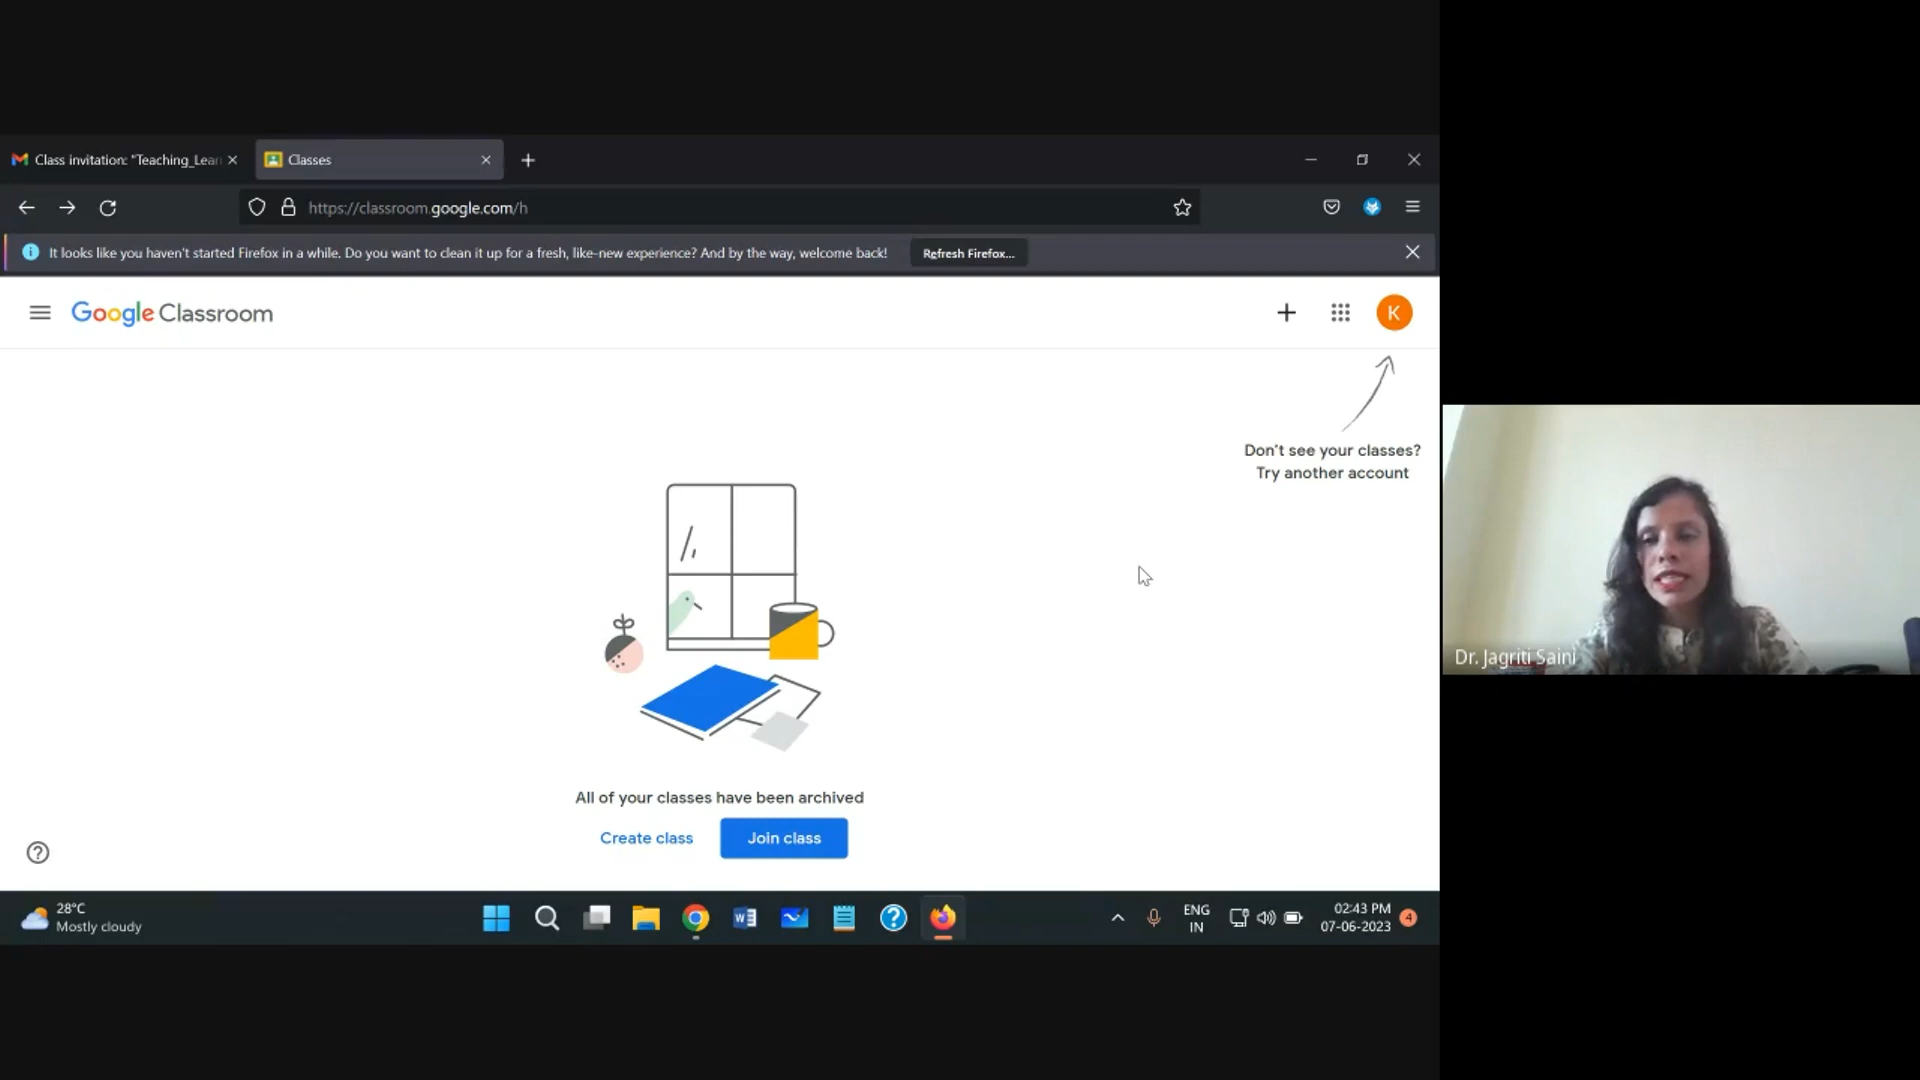 Class invitation: "Teaching_Lear
Classes
https://classroom.google.com/h
It looks like you haven't started Firefox in a while. Do you want to clean it up for a fresh, like-new experience? And by the way, welcome back!
Refresh Firefox...
Google Classroom
K
Don't see your classes?
Try another account
Dr. Jagriti Saini
All of your classes have been archived
Create class
Join class
28°C
Mostly cloudy
ENG
IN
02:43 PM
07-06-2023
4